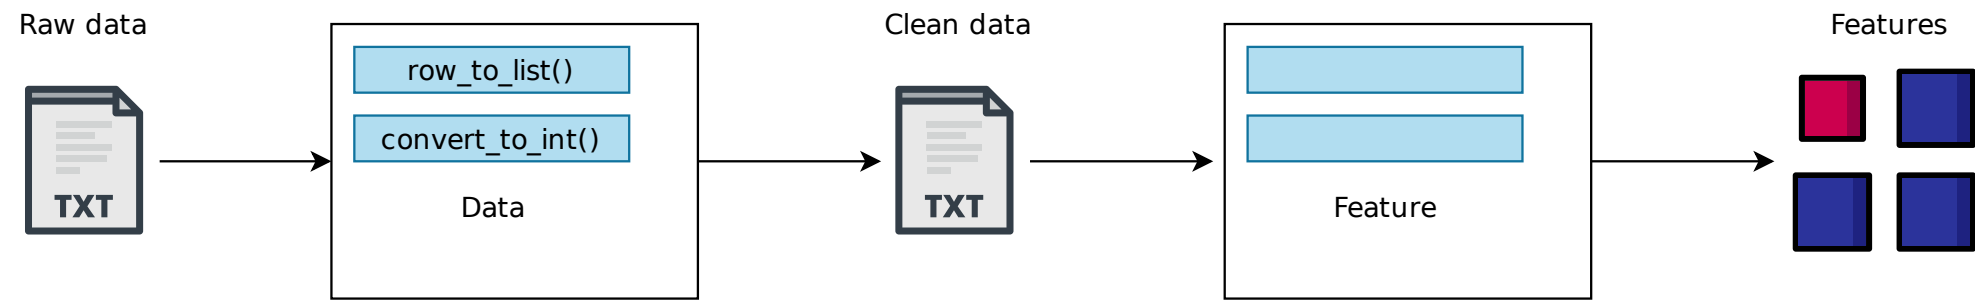 Raw data
TXT
row_to_list()
convert_to_int()
Data
Clean data
TXT
Feature
Features